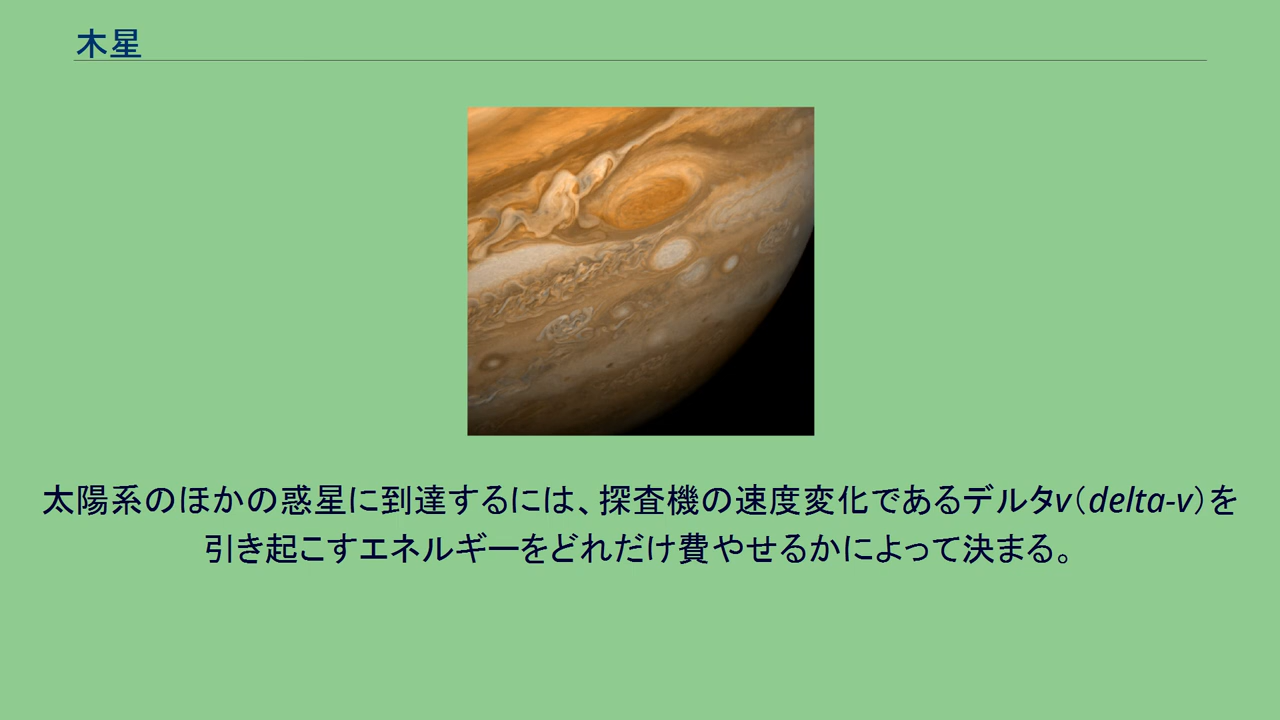 木星
太陽系のほかの惑星に到達するには、探査機の速度変化であるデルタv（delta-v）を
引き起こすエネルギーをどれだけ費やせるかによって決まる。